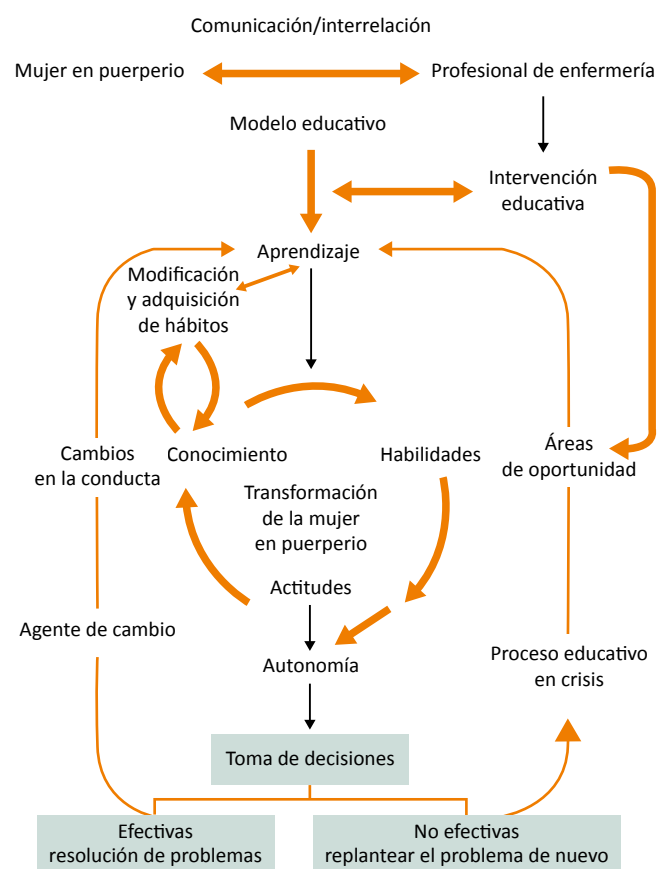 Comunicación/interrelación
Mujer en puerperio
Profesional de enfermería
Modelo educativo
Intervención
educativa
Aprendizaje
Modificación
y adquisición
de hábitos
Cambios
en la conducta
Conocimiento
Habilidades
Áreas
de oportunidad
Transformación
de la mujer
en puerperio
Actitudes
Agente de cambio
Autonomía
Proceso educativo
en crisis
Toma de decisiones
Efectivas
resolución de problemas
No efectivas
replantear el problema de nuevo